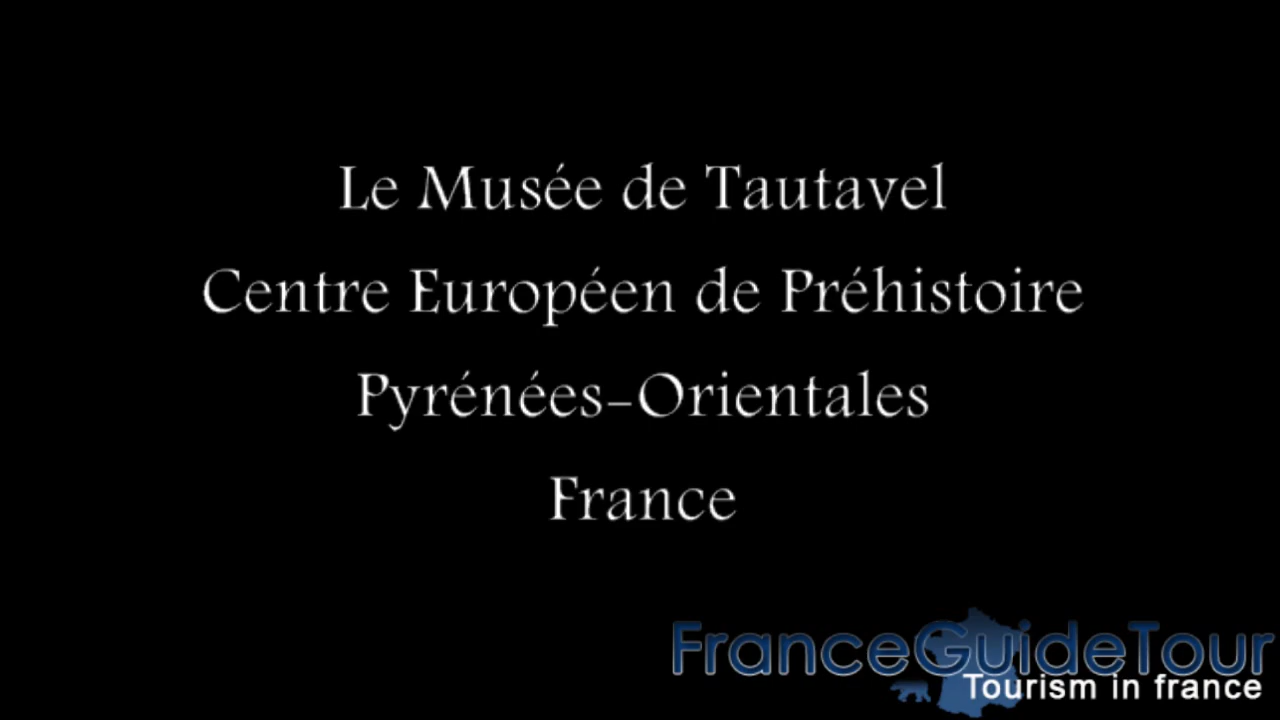 Le Musée de Tautavel
Centre Européen de Préhistoire
Pyrénées-Orientales
France
FranceGuideTour
Tourism in france